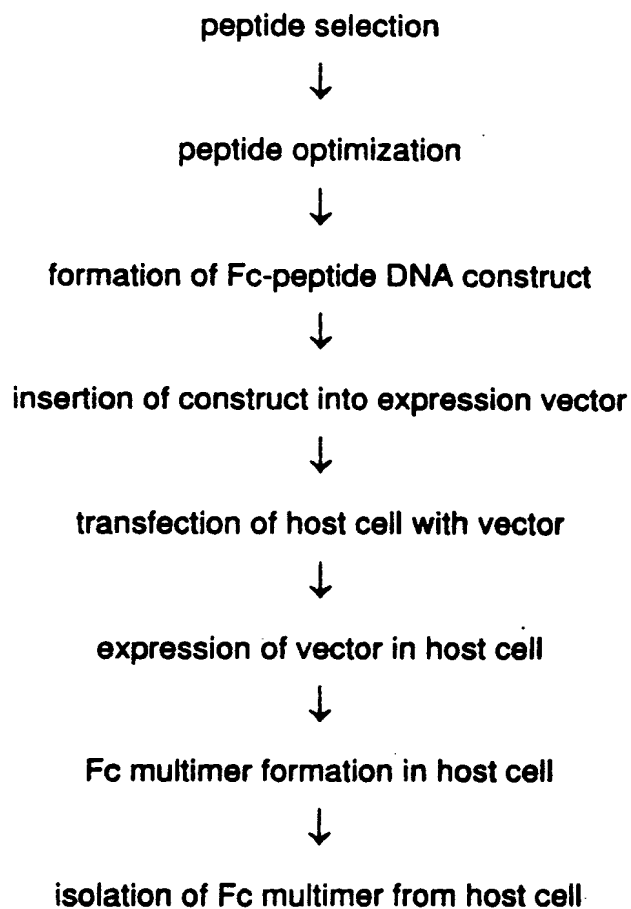 peptide selection
↓
peptide optimization
↓
formation of Fc-peptide DNA construct
↓
insertion of construct into expression vector
↓
transfection of host cell with vector
↓
expression of vector in host cell
↓
Fc multimer formation in host cell
↓
isolation of Fc multimer from host cell